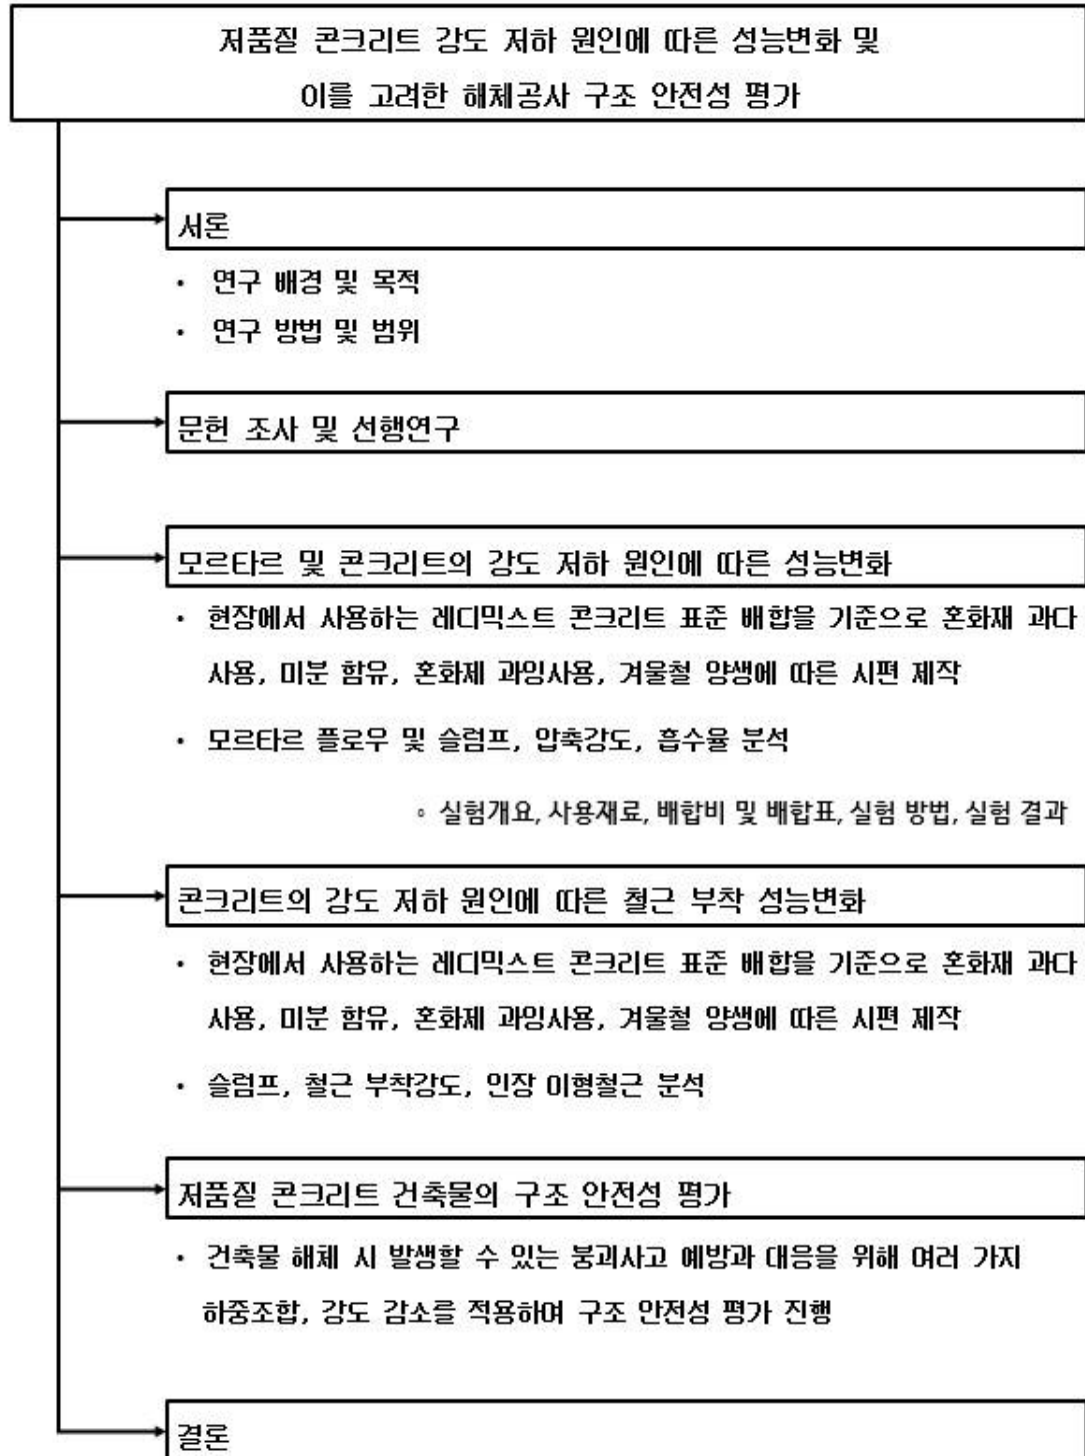 저품질 콘크리트 강도 저하 원인에 따른 성능변화 및
이를 고려한 해체공사 구조 안전성 평가
서론
• 연구 배경 및 목적
• 연구 방법 및 범위
문헌 조사 및 선행연구
모르타르 및 콘크리트의 강도 저하 원인에 따른 성능변화
• 현장에서 사용하는 레디믹스트 콘크리트 표준 배합을 기준으로 혼화재 과다
사용, 미분 함유, 혼화제 과잉사용, 겨울철 양생에 따른 시편 제작
• 모르타르 플로우 및 슬럼프, 압축강도, 흡수율 분석
◦ 실험개요, 사용재료, 배합비 및 배합표, 실험 방법, 실험 결과
콘크리트의 강도 저하 원인에 따른 철근 부착 성능변화
• 현장에서 사용하는 레디믹스트 콘크리트 표준 배합을 기준으로 혼화재 과다
사용, 미분 함유, 혼화제 과잉사용, 겨울철 양생에 따른 시편 제작
• 슬럼프, 철근 부착강도, 인장 이형철근 분석
저품질 콘크리트 건축물의 구조 안전성 평가
• 건축물 해체 시 발생할 수 있는 붕괴사고 예방과 대응을 위해 여러 가지
하중조합, 강도 감소를 적용하여 구조 안전성 평가 진행
결론